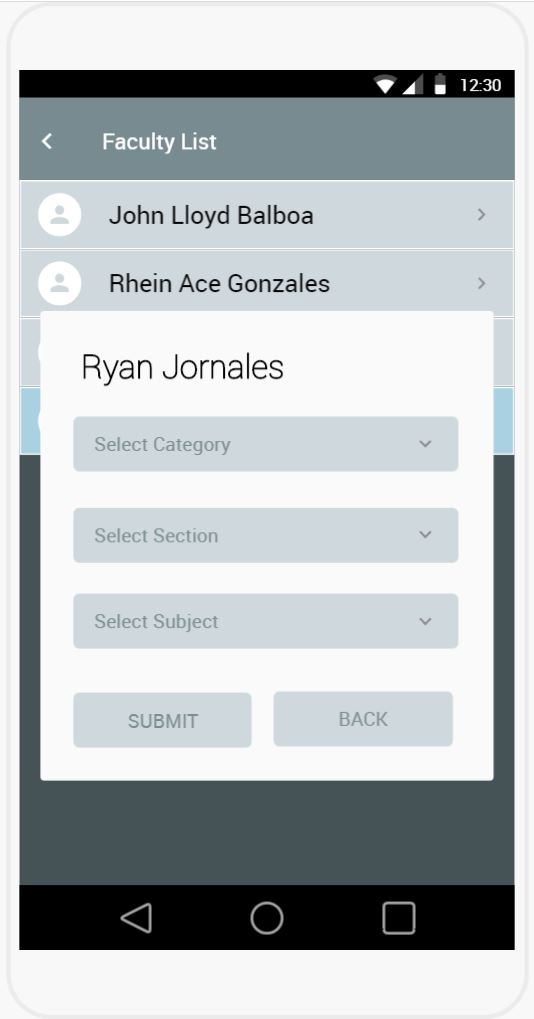 12:30
Faculty List
John Lloyd Balboa
Rhein Ace Gonzales
Ryan Jornales
Select Category
Select Section
Select Subject
SUBMIT
BACK